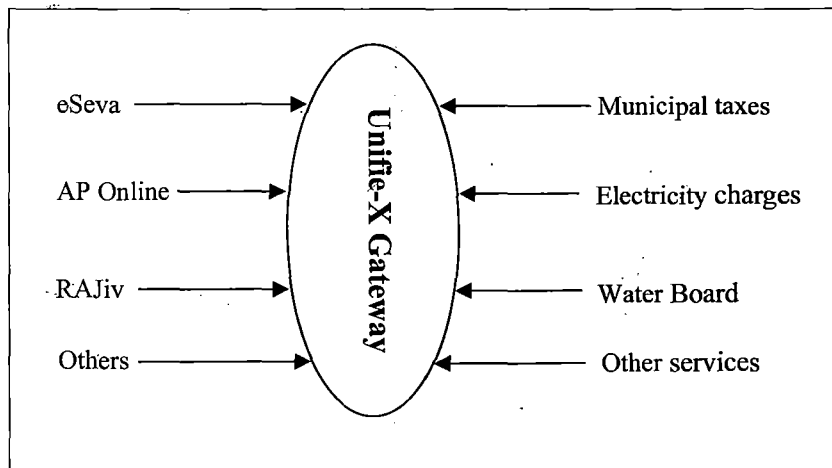 eSeva
AP Online
RAJiv
Others
Unifie-X Gateway
Municipal taxes
Electricity charges
Water Board
Other services